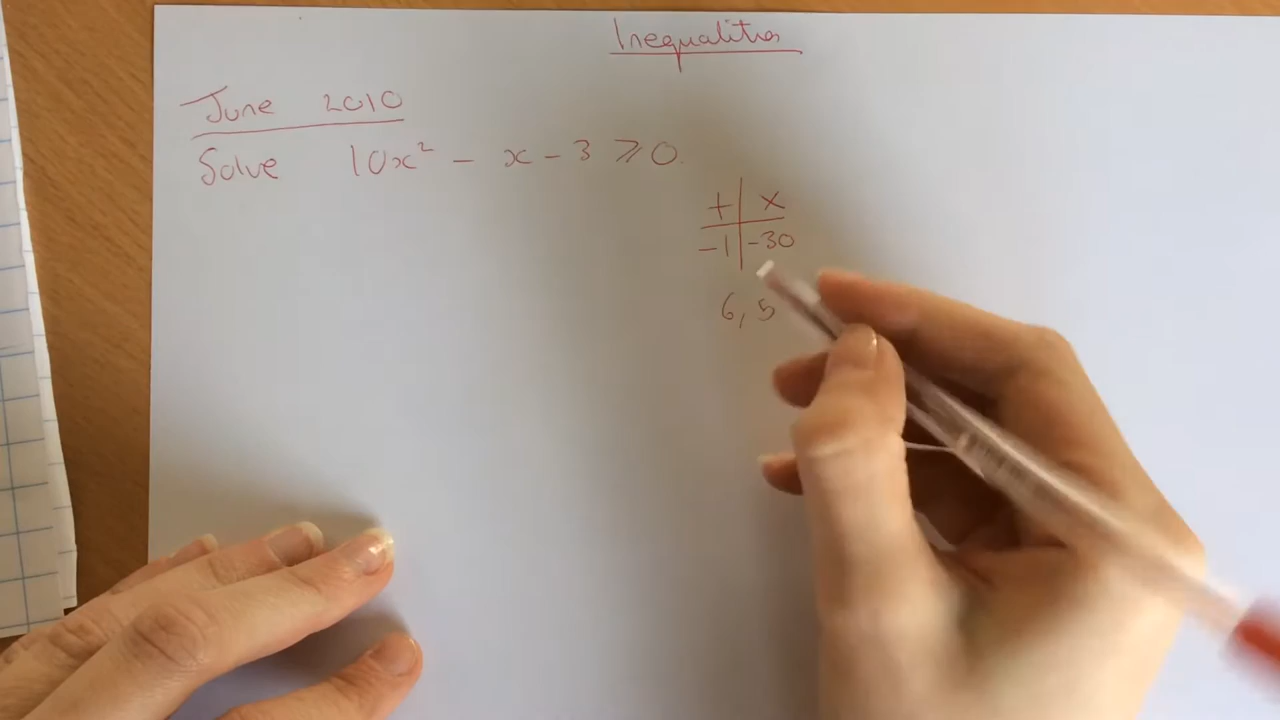 Inequalities
June 2010
Solve 10x² - x - 3 ⩾ 0.
+ | x
-1 | -30
6, 5